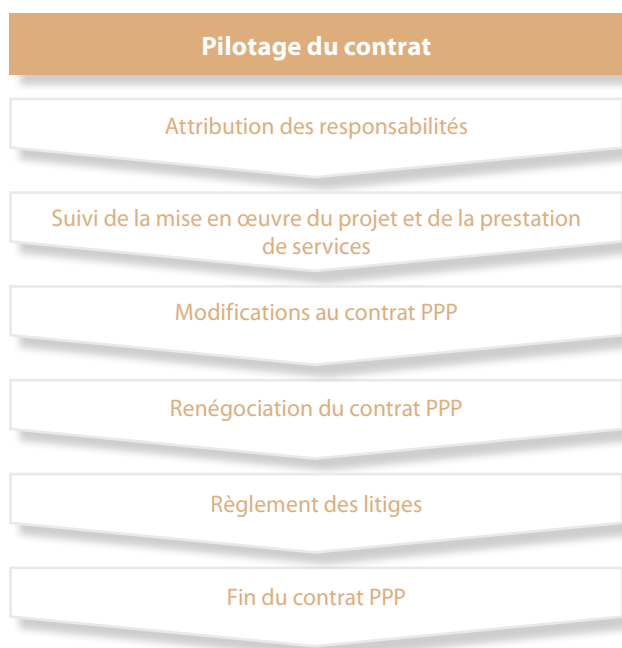 Pilotage du contrat
Attribution des responsabilités
Suivi de la mise en œuvre du projet et de la prestation
de services
Modifications au contrat PPP
Renégociation du contrat PPP
Règlement des litiges
Fin du contrat PPP